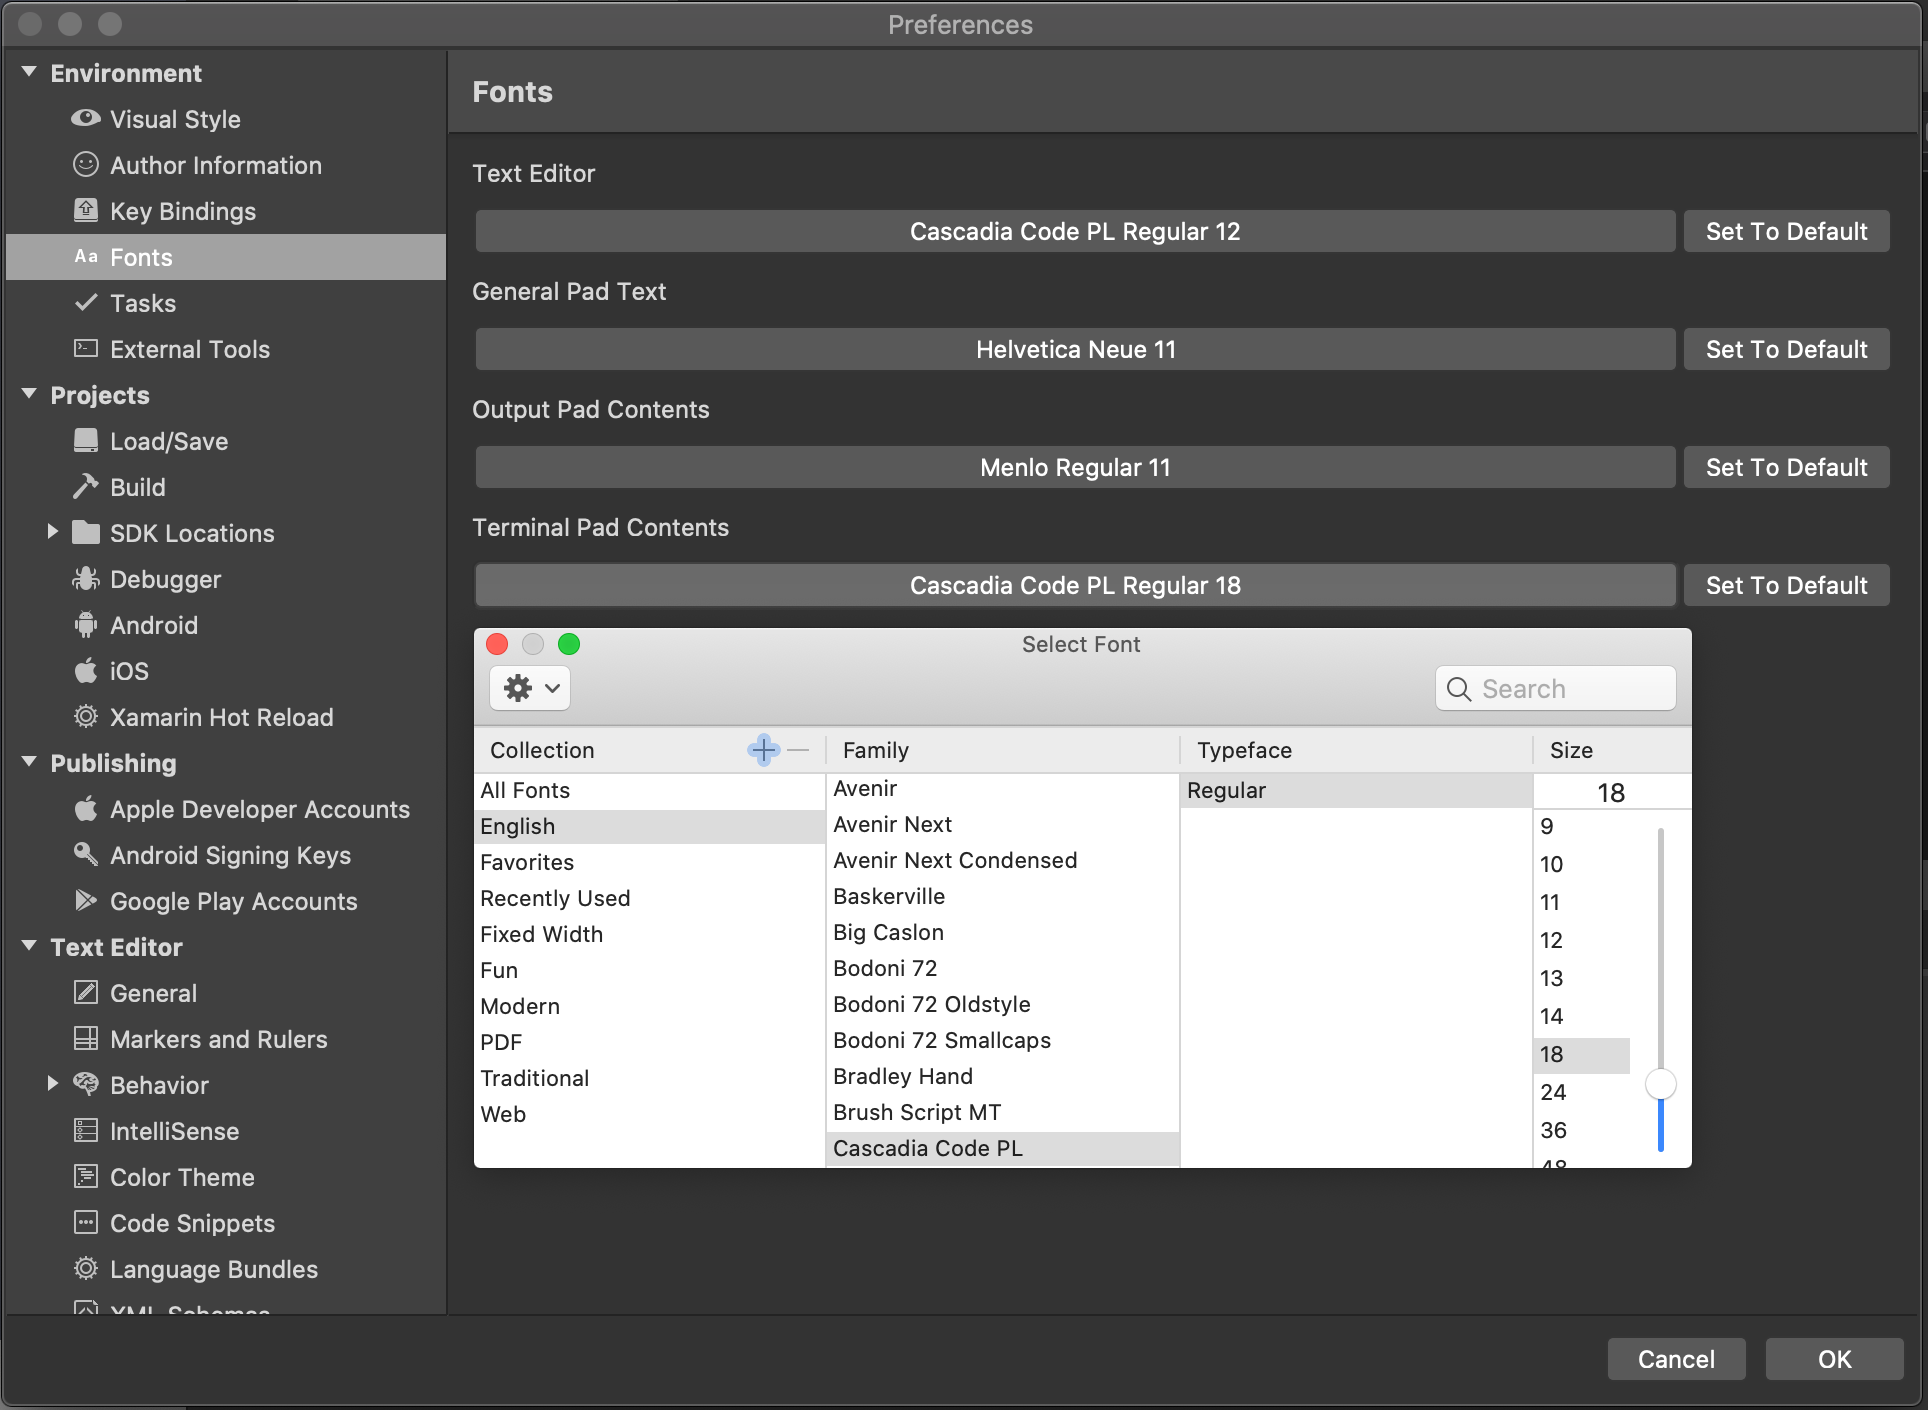 Preferences
Environment
Visual Style
Author Information
Key Bindings
Aa Fonts
Tasks
External Tools
Projects
Load/Save
Build
SDK Locations
Debugger
Android
iOS
Xamarin Hot Reload
Publishing
Apple Developer Accounts
Android Signing Keys
Google Play Accounts
Text Editor
General
Markers and Rulers
Behavior
IntelliSense
Color Theme
Code Snippets
Language Bundles
XML Schemas
Fonts
Text Editor
Cascadia Code PL Regular 12 Set To Default
General Pad Text
Helvetica Neue 11 Set To Default
Output Pad Contents
Menlo Regular 11 Set To Default
Terminal Pad Contents
Cascadia Code PL Regular 18 Set To Default
Select Font
Search
Collection Family Typeface Size
All Fonts
English
Favorites
Recently Used
Fixed Width
Fun
Modern
PDF
Traditional
Web
Avenir
Avenir Next
Avenir Next Condensed
Baskerville
Big Caslon
Bodoni 72
Bodoni 72 Oldstyle
Bodoni 72 Smallcaps
Bradley Hand
Brush Script MT
Cascadia Code PL
Regular
18
9
10
11
12
13
14
18
24
36
48
Cancel OK